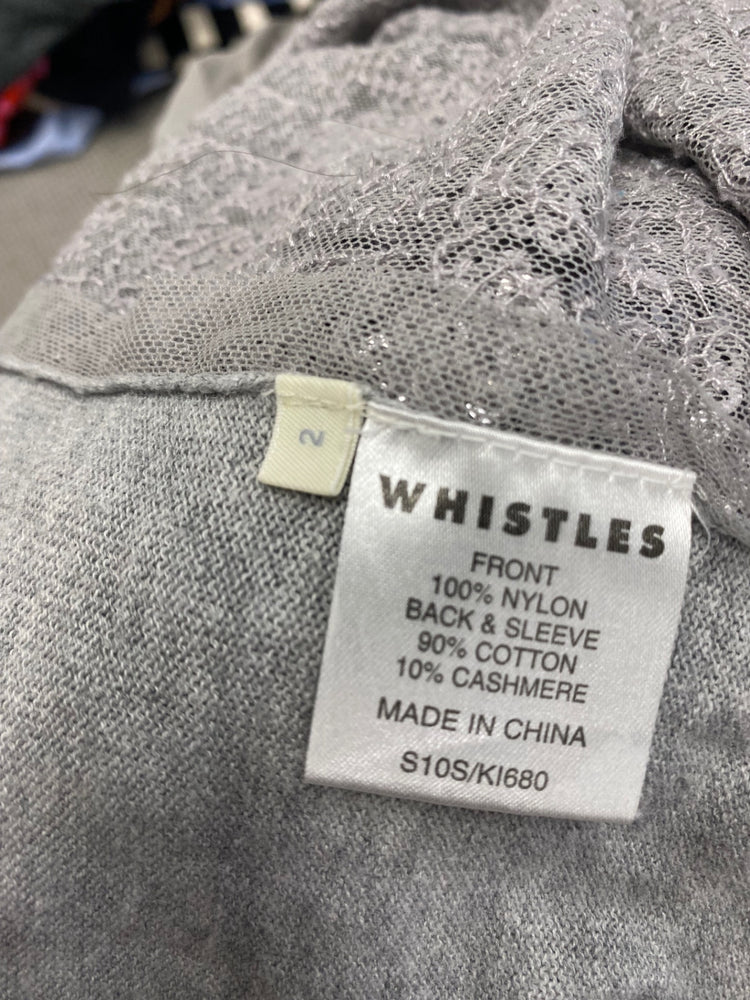 2
WHISTLES
FRONT
100% NYLON
BACK & SLEEVE
90% COTTON
10% CASHMERE
MADE IN CHINA
S10S/KI680